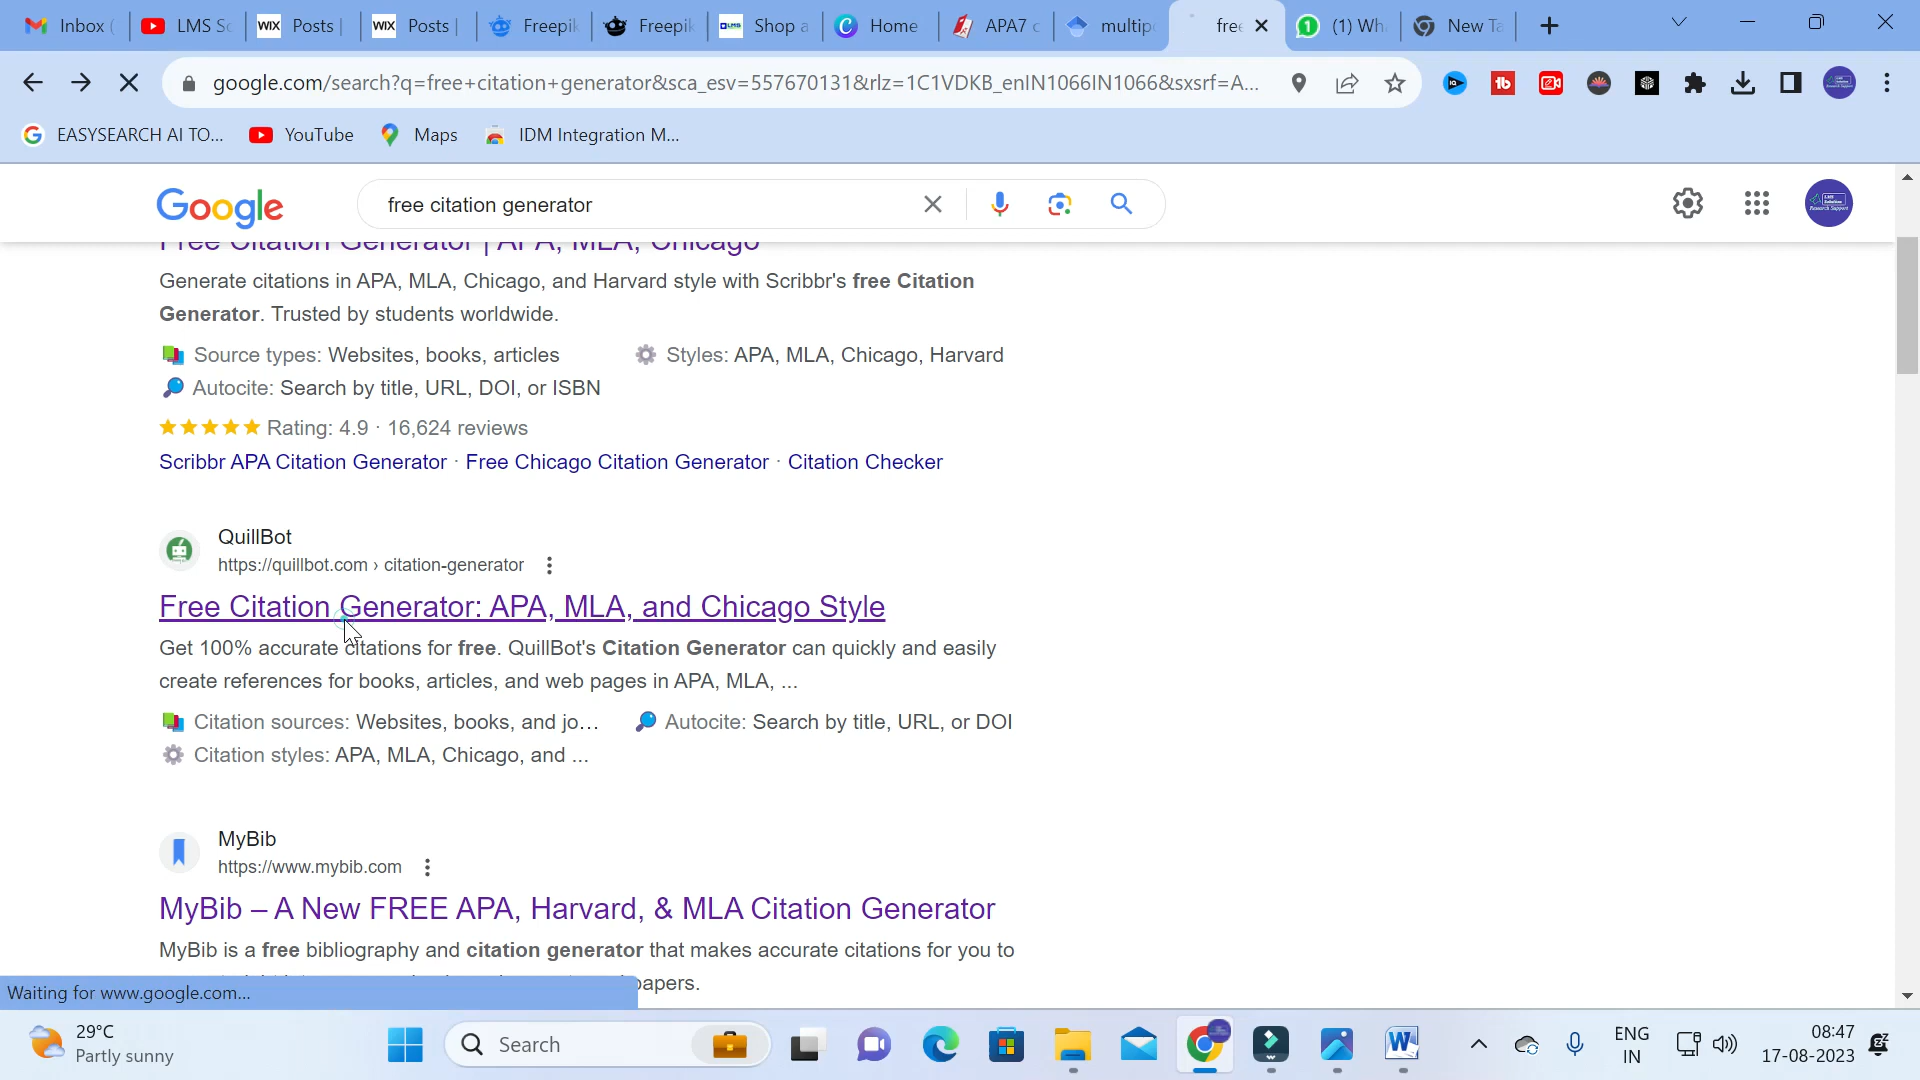 Inbox (
LMS Sc
WIX Posts |
WIX Posts |
Freepik
Freepik
LMS Shop a
Home
APA7 c
multipo
free
(1) Wh
New Ta
google.com/search?q=free+citation+generator&sca_esv=557670131&rlz=1C1VDKB_enIN1066IN1066&sxsrf=A...
EASYSEARCH AI TO...
YouTube
Maps
IDM Integration M...
Google
free citation generator
Free Citation Generator | APA, MLA, Chicago
Generate citations in APA, MLA, Chicago, and Harvard style with Scribbr's free Citation
Generator. Trusted by students worldwide.
Source types: Websites, books, articles
Styles: APA, MLA, Chicago, Harvard
Autocite: Search by title, URL, DOI, or ISBN
Rating: 4.9 · 16,624 reviews
Scribbr APA Citation Generator · Free Chicago Citation Generator · Citation Checker
QuillBot
https://quillbot.com › citation-generator
Free Citation Generator: APA, MLA, and Chicago Style
Get 100% accurate citations for free. QuillBot's Citation Generator can quickly and easily
create references for books, articles, and web pages in APA, MLA, ...
Citation sources: Websites, books, and jo...
Autocite: Search by title, URL, or DOI
Citation styles: APA, MLA, Chicago, and ...
MyBib
https://www.mybib.com
MyBib – A New FREE APA, Harvard, & MLA Citation Generator
MyBib is a free bibliography and citation generator that makes accurate citations for you to
papers.
Waiting for www.google.com...
29°C
Partly sunny
Search
ENG
IN
08:47
17-08-2023